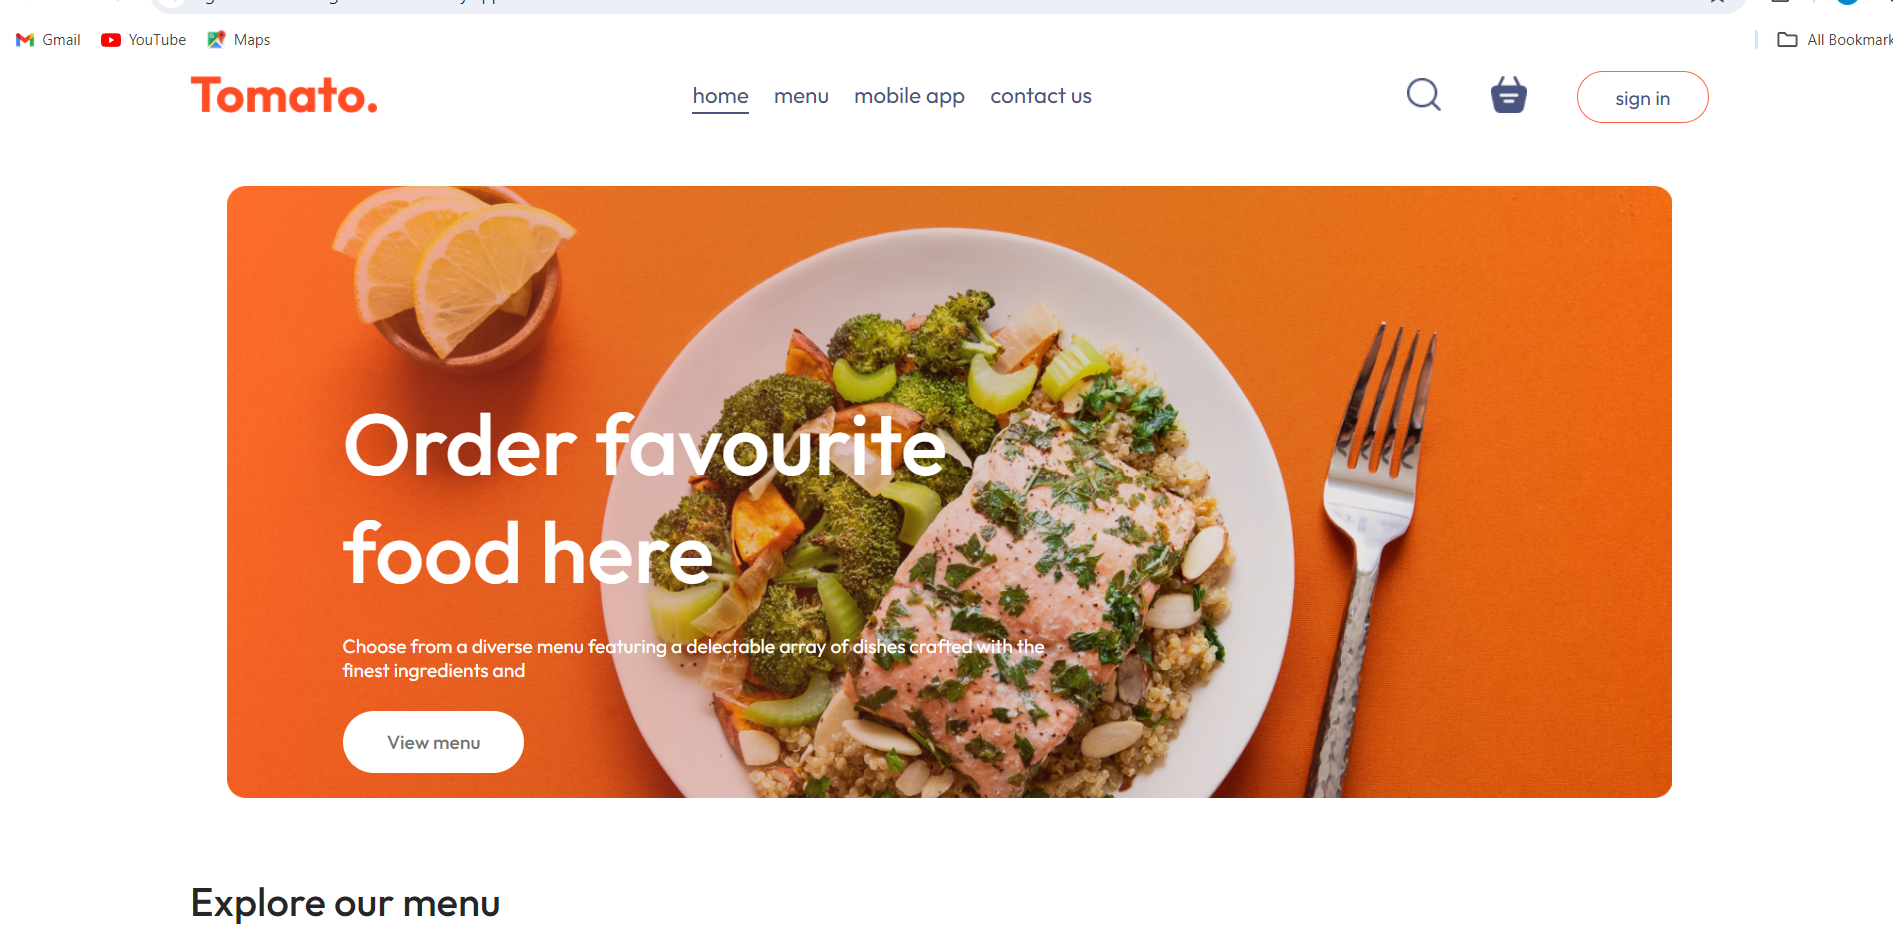 Gmail YouTube Maps All Bookmark
Tomato. home menu mobile app contact us sign in
Order favourite
food here
Choose from a diverse menu featuring a delectable array of dishes crafted with the
finest ingredients and
View menu
Explore our menu